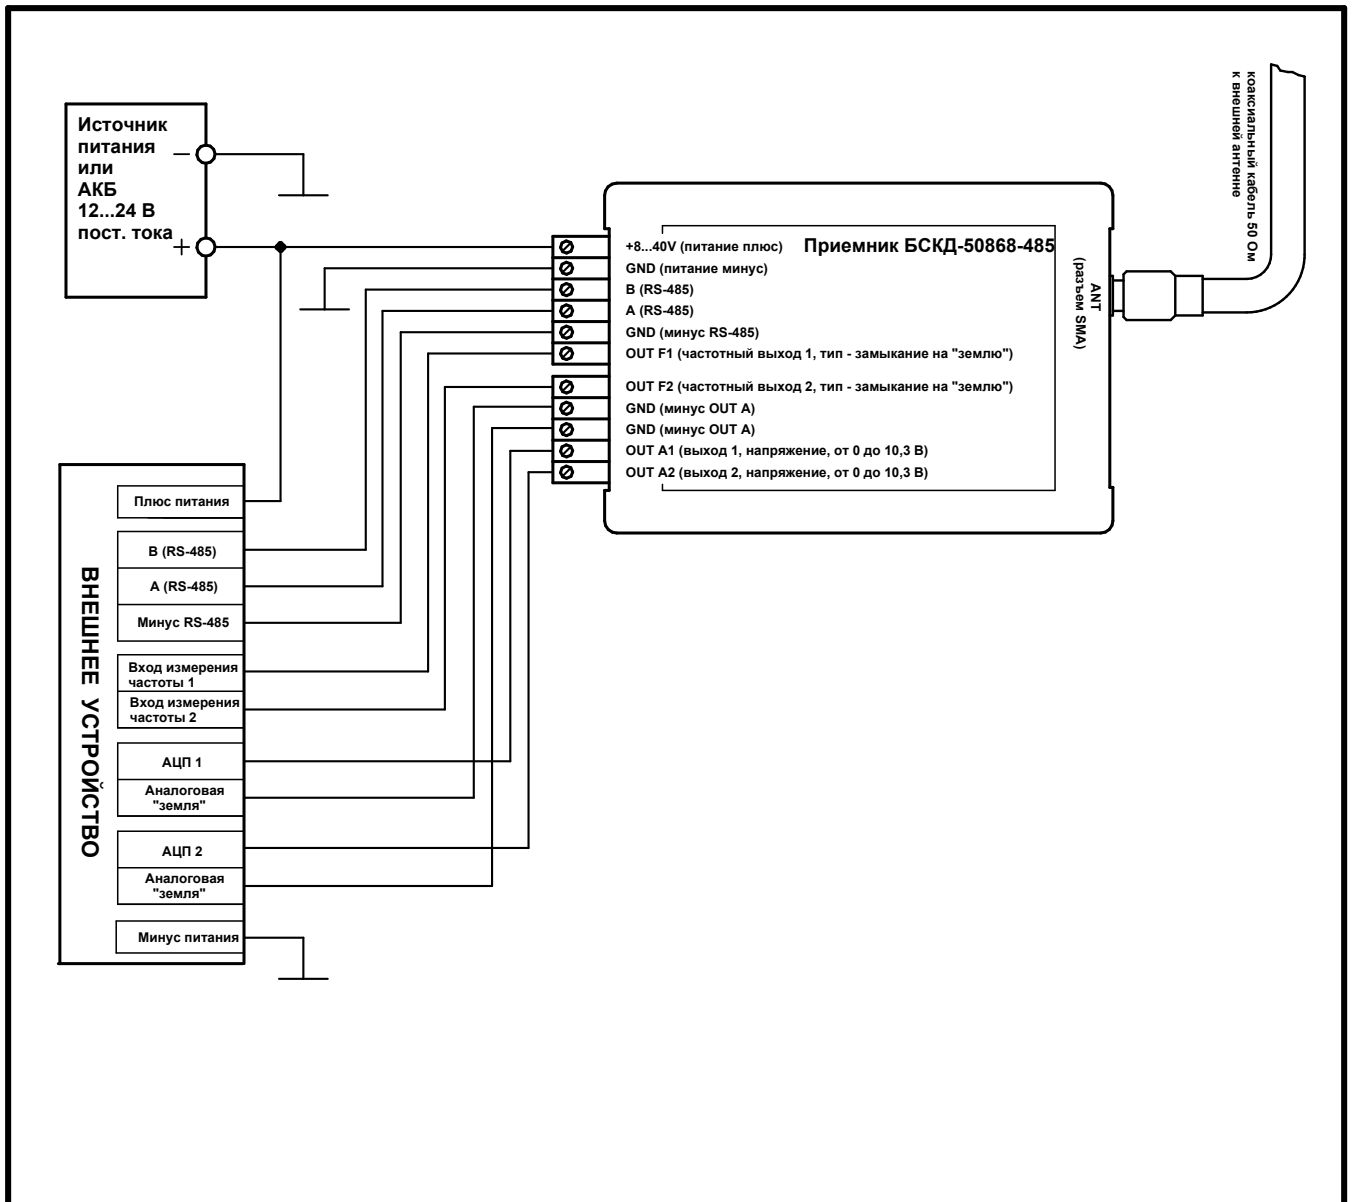 Источник
питания
или
АКБ
12...24 В
пост. тока
−
+
коаксиальный кабель 50 Ом
к внешней антенне
Приемник БСКД-50868-485
+8...40V (питание плюс)
GND (питание минус)
B (RS-485)
A (RS-485)
GND (минус RS-485)
OUT F1 (частотный выход 1, тип - замыкание на "землю")
OUT F2 (частотный выход 2, тип - замыкание на "землю")
GND (минус OUT A)
GND (минус OUT A)
OUT A1 (выход 1, напряжение, от 0 до 10,3 В)
OUT A2 (выход 2, напряжение, от 0 до 10,3 В)
ANT
(разъем SMA)
ВНЕШНЕЕ УСТРОЙСТВО
Плюс питания
B (RS-485)
A (RS-485)
Минус RS-485
Вход измерения
частоты 1
Вход измерения
частоты 2
АЦП 1
Аналоговая
"земля"
АЦП 2
Аналоговая
"земля"
Минус питания